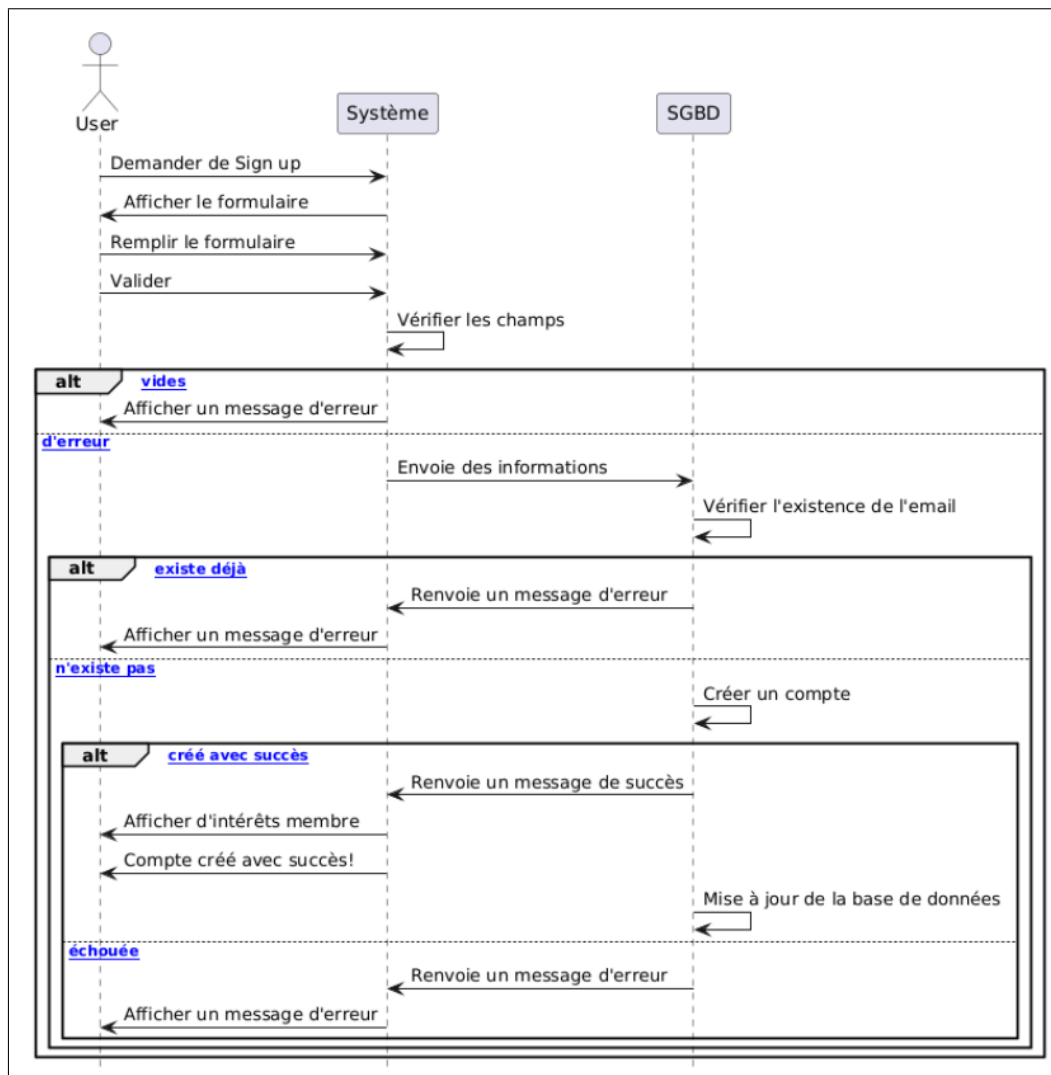 User
Système
SGBD
Demander de Sign up
Afficher le formulaire
Remplir le formulaire
Valider
Vérifier les champs
alt vides
Afficher un message d'erreur
d'erreur
Envoie des informations
Vérifier l'existence de l'email
alt existe déjà
Renvoie un message d'erreur
Afficher un message d'erreur
n'existe pas
Créer un compte
alt créé avec succès
Renvoie un message de succès
Afficher d'intérêts membre
Compte créé avec succès!
Mise à jour de la base de données
échouée
Renvoie un message d'erreur
Afficher un message d'erreur